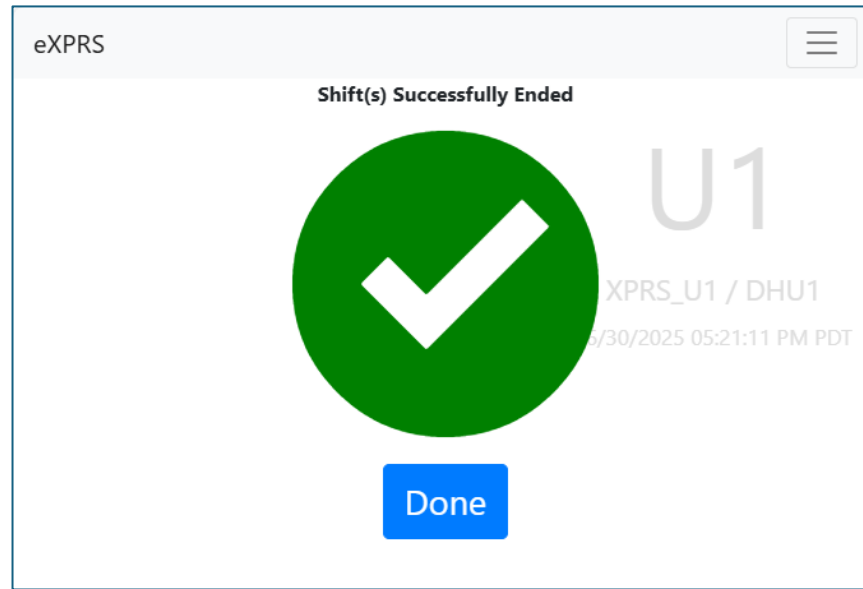 eXPRS
Shift(s) Successfully Ended
U1
XPRS_U1 / DHU1
/30/2025 05:21:11 PM PDT
Done